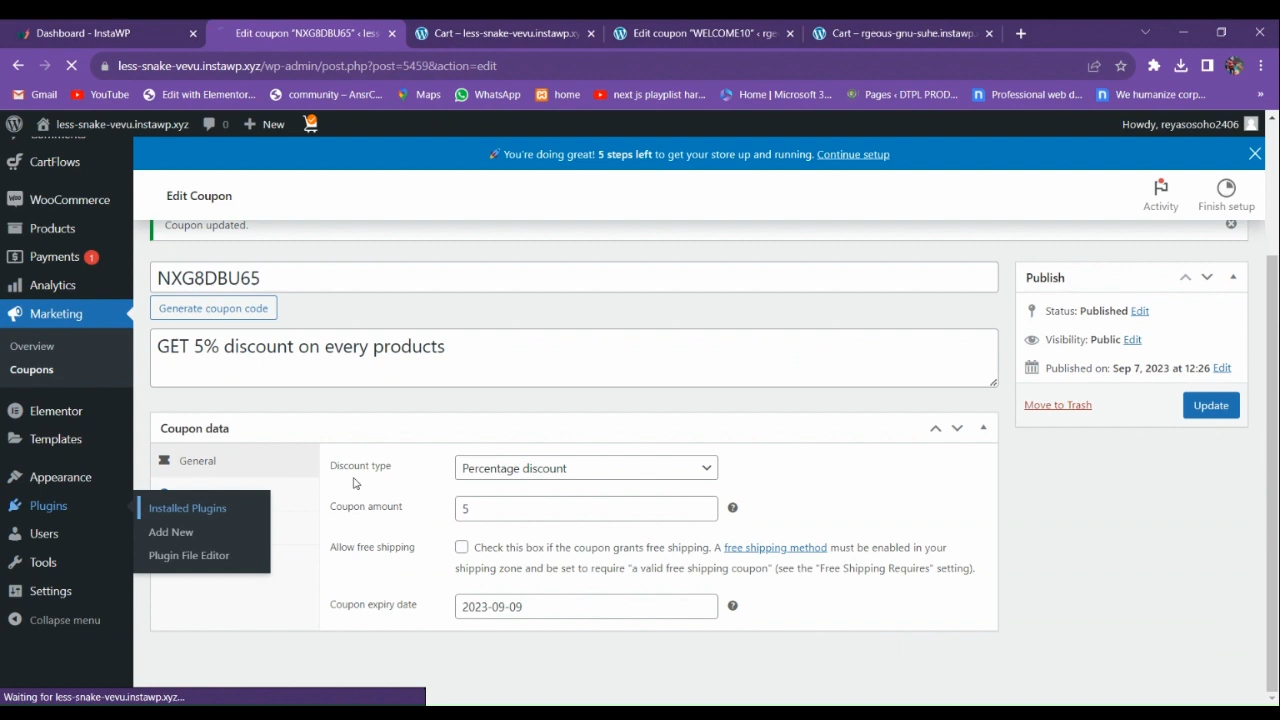 Dashboard - InstaWP
Edit coupon “NXG8DBU65” ‹ less
Cart – less-snake-vevu.instawp.xy
Edit coupon “WELCOME10” ‹ rge
Cart – rgeous-gnu-suhe.instawp.
less-snake-vevu.instawp.xyz/wp-admin/post.php?post=5459&action=edit
Gmail
YouTube
Edit with Elementor...
community – AnsrC...
Maps
WhatsApp
home
next js playlist har...
Home | Microsoft 3...
Pages ‹ DTPL PROD...
Professional web d...
We humanize corp...
»
less-snake-vevu.instawp.xyz
0
New
Howdy, reyasosoho2406
Comments
CartFlows
WooCommerce
Products
Payments 1
Analytics
Marketing
Overview
Coupons
Elementor
Templates
Appearance
Plugins
Users
Tools
Settings
Collapse menu
Installed Plugins
Add New
Plugin File Editor
🚀 You're doing great! 5 steps left to get your store up and running. Continue setup
Edit Coupon
Activity
Finish setup
Coupon updated.
NXG8DBU65
Generate coupon code
GET 5% discount on every products
Coupon data
General
Discount type
Percentage discount
Coupon amount
5
Allow free shipping
Check this box if the coupon grants free shipping. A free shipping method must be enabled in your
shipping zone and be set to require "a valid free shipping coupon" (see the "Free Shipping Requires" setting).
Coupon expiry date
2023-09-09
Publish
Status: Published Edit
Visibility: Public Edit
Published on: Sep 7, 2023 at 12:26 Edit
Move to Trash
Update
Waiting for less-snake-vevu.instawp.xyz...